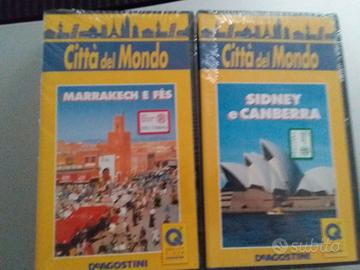 Città del Mondo
MARRAKECH E FÈS
DEAGOSTINI
Città del Mondo
SIDNEY
e CANBERRA
DEAGOSTINI
subito